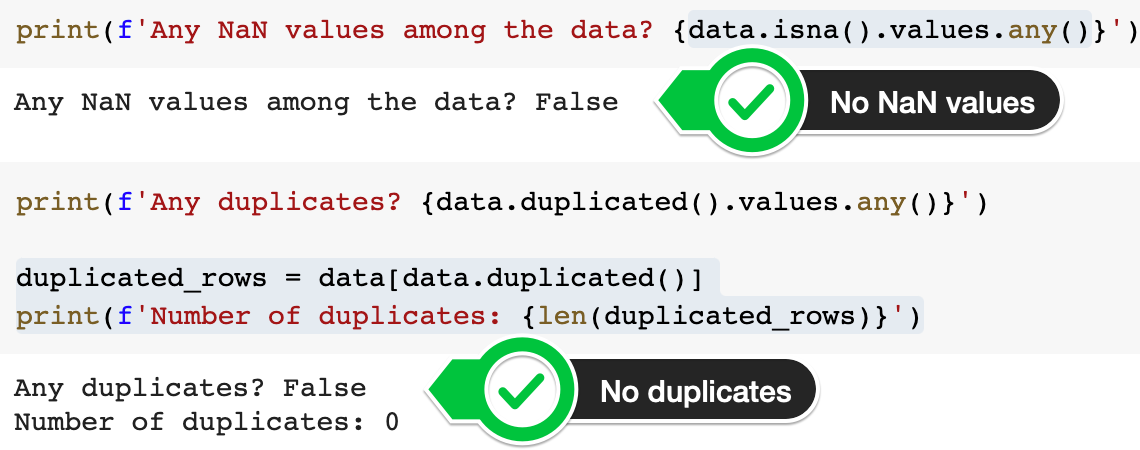 print(f'Any NaN values among the data? {data.isna().values.any()}')
Any NaN values among the data? False
No NaN values
print(f'Any duplicates? {data.duplicated().values.any()}')
duplicated_rows = data[data.duplicated()]
print(f'Number of duplicates: {len(duplicated_rows)}')
Any duplicates? False
Number of duplicates: 0
No duplicates